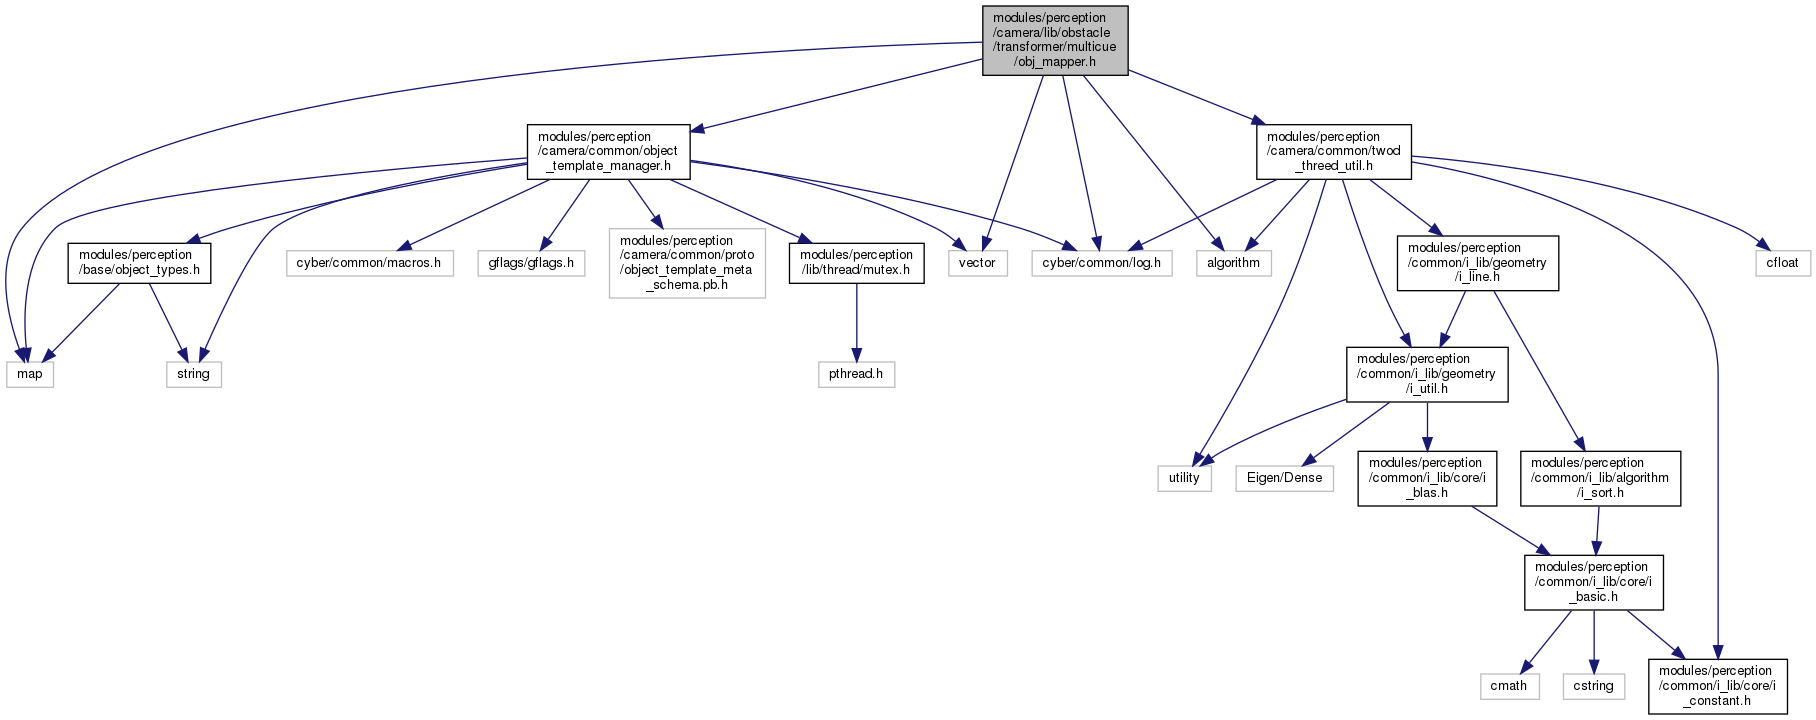 modules/perception
/camera/lib/obstacle
/transformer/multicue
/obj_mapper.h
modules/perception
/camera/common/object
_template_manager.h
modules/perception
/camera/common/twod
_threed_util.h
modules/perception
/base/object_types.h
cyber/common/macros.h
gflags/gflags.h
modules/perception
/camera/common/proto
/object_template_meta
_schema.pb.h
modules/perception
/lib/thread/mutex.h
vector
cyber/common/log.h
algorithm
modules/perception
/common/i_lib/geometry
/i_line.h
cfloat
map
string
pthread.h
modules/perception
/common/i_lib/geometry
/i_util.h
utility
Eigen/Dense
modules/perception
/common/i_lib/core/i
_blas.h
modules/perception
/common/i_lib/algorithm
/i_sort.h
modules/perception
/common/i_lib/core/i
_basic.h
cmath
cstring
modules/perception
/common/i_lib/core/i
_constant.h